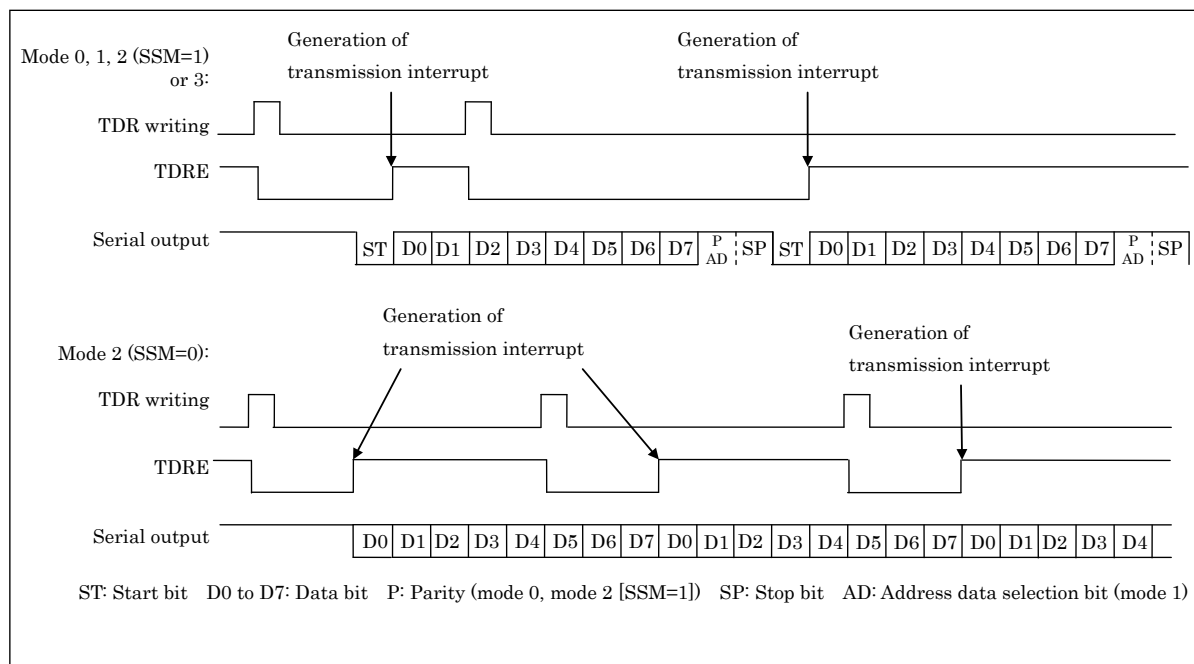 Generation of
transmission interrupt
Generation of
transmission interrupt
Mode 0, 1, 2 (SSM=1)
or 3:
TDR writing
TDRE
Serial output
ST D0 D1 D2 D3 D4 D5 D6 D7 P AD SP ST D0 D1 D2 D3 D4 D5 D6 D7 P AD SP
Generation of
transmission interrupt
Generation of
transmission interrupt
Mode 2 (SSM=0):
TDR writing
TDRE
Serial output
D0 D1 D2 D3 D4 D5 D6 D7 D0 D1 D2 D3 D4 D5 D6 D7 D0 D1 D2 D3 D4
ST: Start bit D0 to D7: Data bit P: Parity (mode 0, mode 2 [SSM=1]) SP: Stop bit AD: Address data selection bit (mode 1)